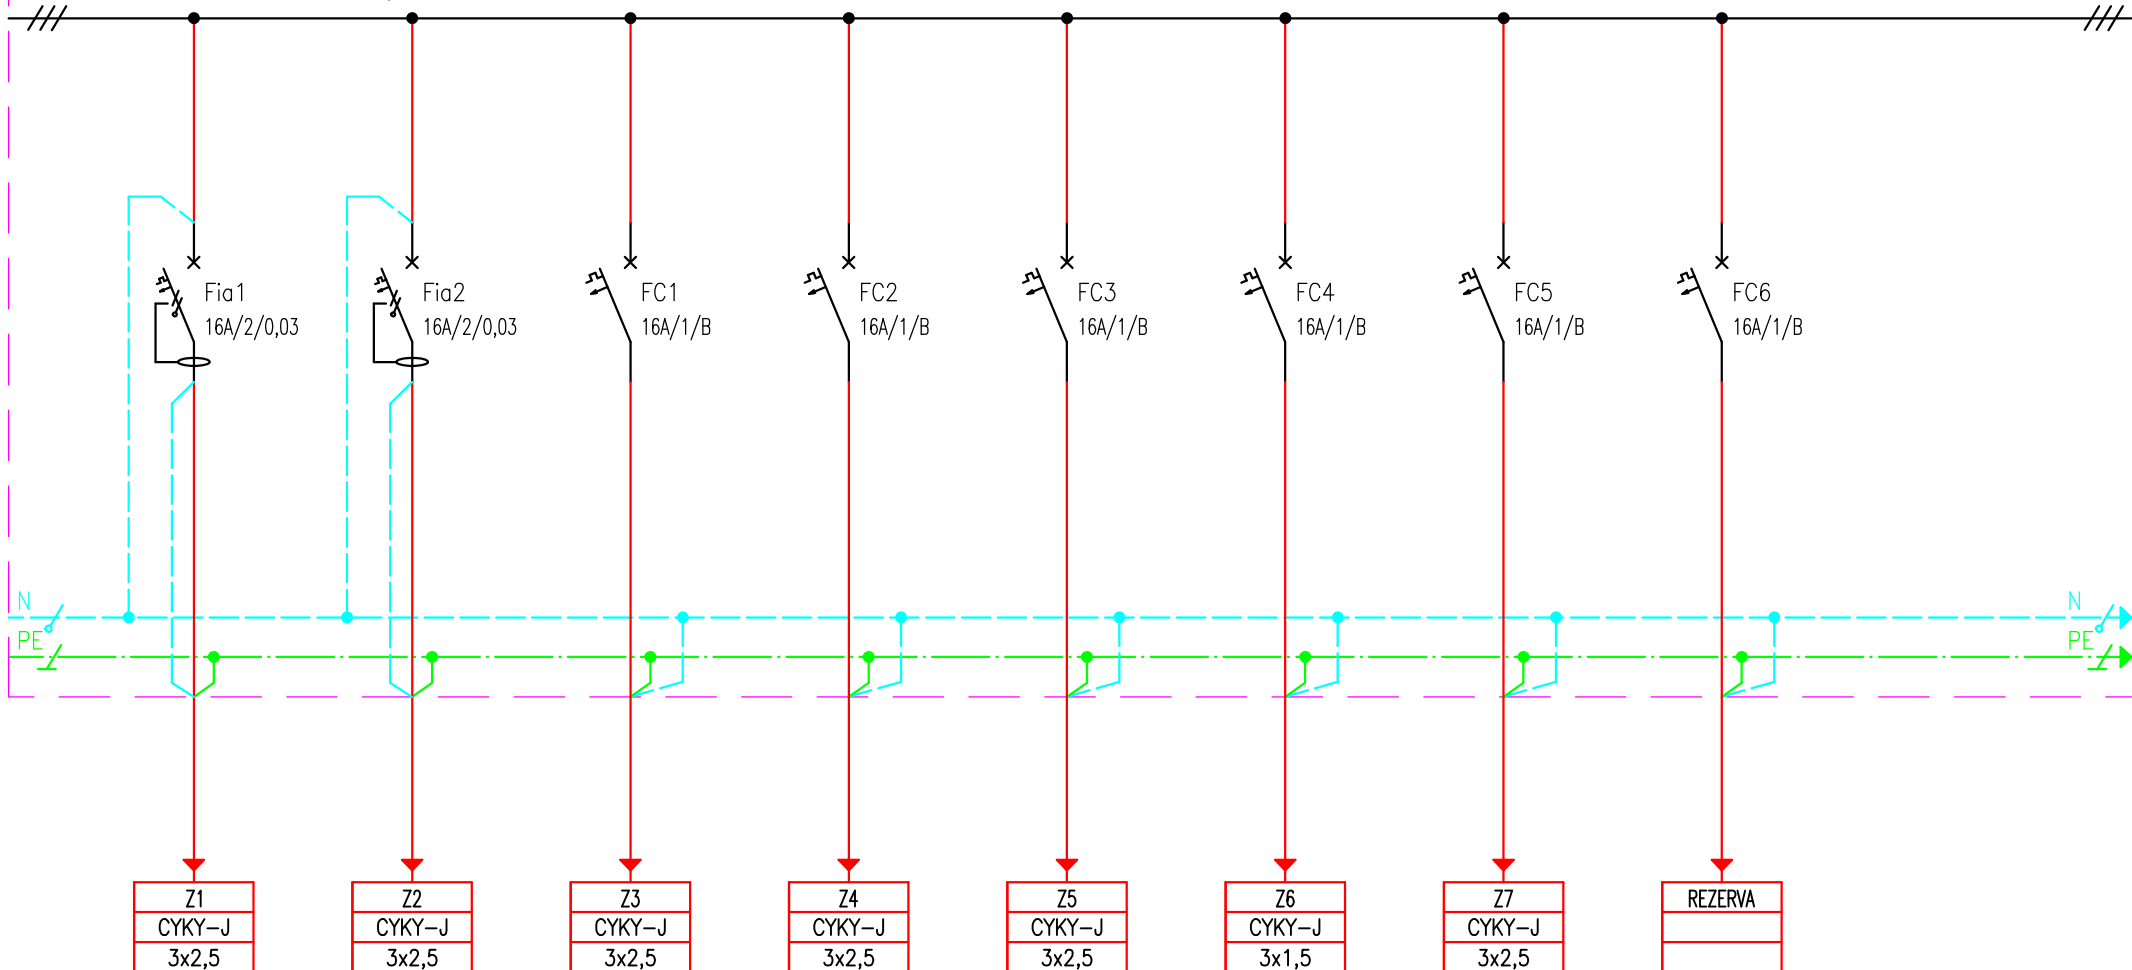 Fia1
16A/2/0,03
Fia2
16A/2/0,03
FC1
16A/1/B
FC2
16A/1/B
FC3
16A/1/B
FC4
16A/1/B
FC5
16A/1/B
FC6
16A/1/B
N
PE
N
PE
Z1
CYKY-J
3x2,5
Z2
CYKY-J
3x2,5
Z3
CYKY-J
3x2,5
Z4
CYKY-J
3x2,5
Z5
CYKY-J
3x2,5
Z6
CYKY-J
3x1,5
Z7
CYKY-J
3x2,5
REZERVA